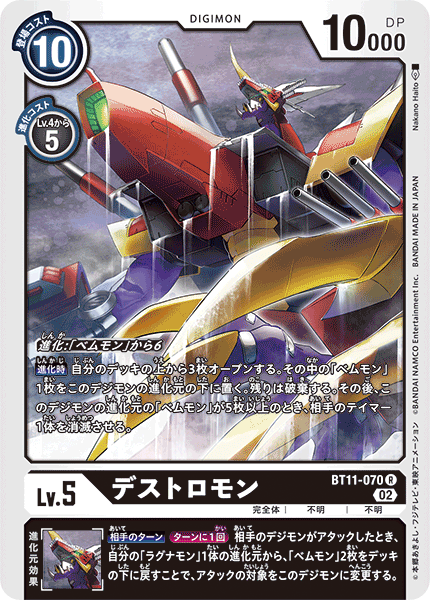 DIGIMON
登場コスト
10
10000
DP
進化コスト
Lv.4から
5
Nakano Haito
©BANDAI NAMCO Entertainment Inc. BANDAI MADE IN JAPAN
©本郷あきよし・フジテレビ・東映アニメーション
進化:「ベムモン」から6
進化時 自分のデッキの上から3枚オープンする。その中の「ベムモン」
1枚をこのデジモンの進化元の下に置く。残りは破棄する。その後、こ
のデジモンの進化元の「ベムモン」が5枚以上のとき、相手のテイマー
1体を消滅させる。
BT11-070 R
02
Lv.5
デストロモン
完全体 | 不明 | 不明
進化元効果
相手のターン ターンに1回 相手のデジモンがアタックしたとき、
自分の「ラグナモン」1体の進化元から、「ベムモン」2枚をデッキ
の下に戻すことで、アタックの対象をこのデジモンに変更する。